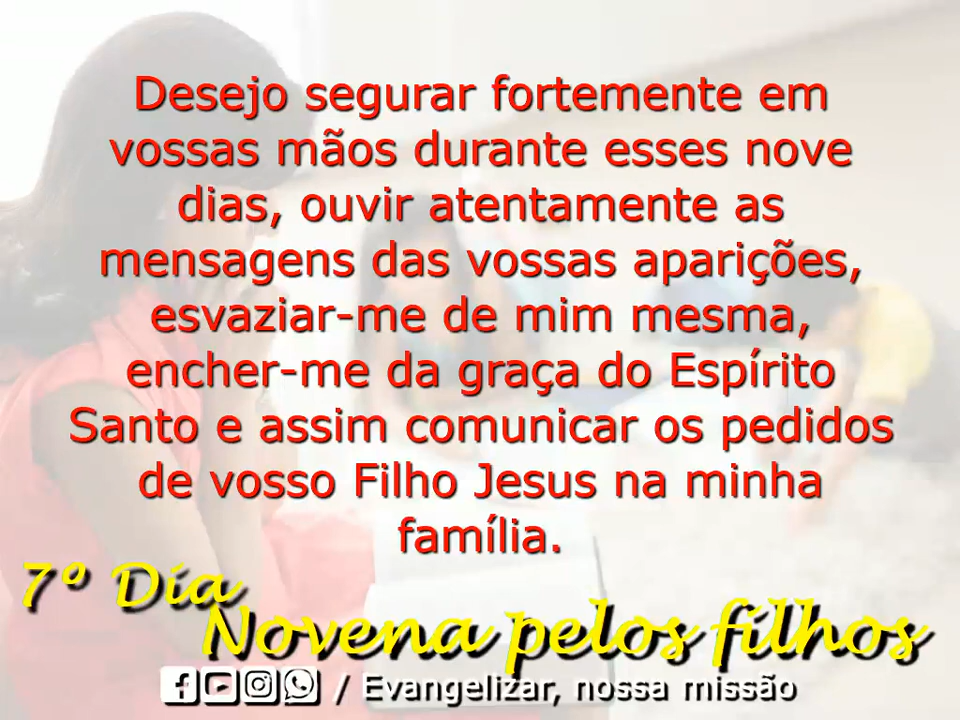 Desejo segurar fortemente em
vossas mãos durante esses nove
dias, ouvir atentamente as
mensagens das vossas aparições,
esvaziar-me de mim mesma,
encher-me da graça do Espírito
Santo e assim comunicar os pedidos
de vosso Filho Jesus na minha
família.
7º Dia
Novena pelos filhos
/ Evangelizar, nossa missão